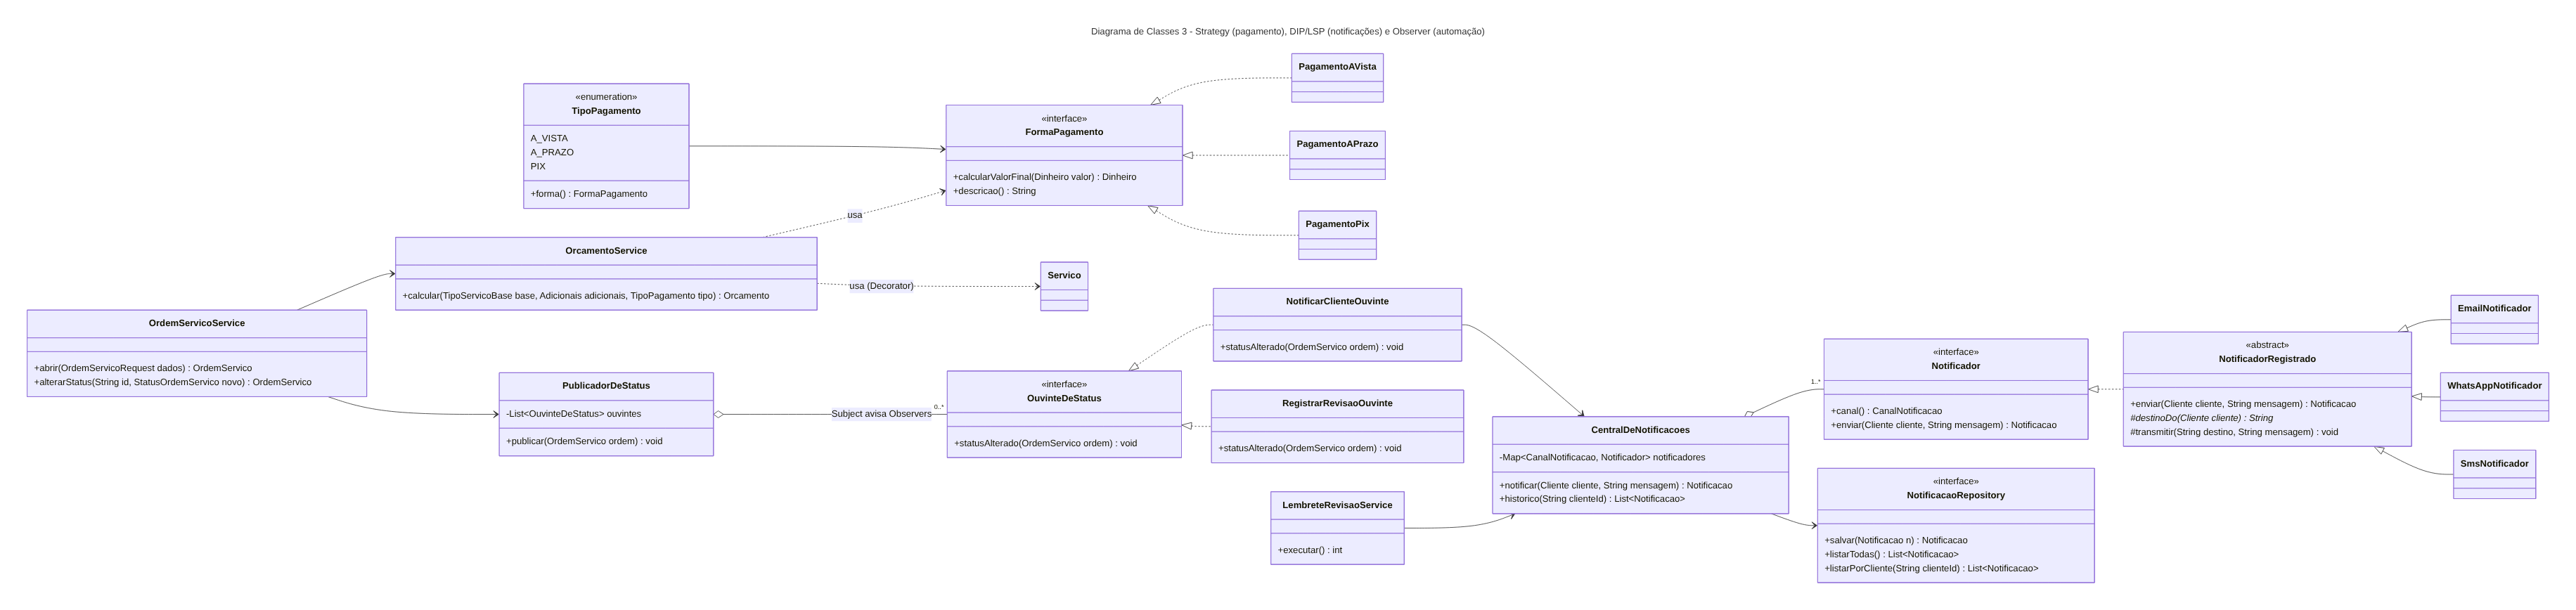 Diagrama de Classes 3 - Strategy (pagamento), DIP/LSP (notificações) e Observer (automação)
«enumeration»
TipoPagamento
A_VISTA
A_PRAZO
PIX
+forma() : FormaPagamento
«interface»
FormaPagamento
+calcularValorFinal(Dinheiro valor) : Dinheiro
+descricao() : String
PagamentoAVista
PagamentoAPrazo
PagamentoPix
usa
OrcamentoService
+calcular(TipoServicoBase base, Adicionais adicionais, TipoPagamento tipo) : Orcamento
usa (Decorator)
Servico
OrdemServicoService
+abrir(OrdemServicoRequest dados) : OrdemServico
+alterarStatus(String id, StatusOrdemServico novo) : OrdemServico
PublicadorDeStatus
-List<OuvinteDeStatus> ouvintes
+publicar(OrdemServico ordem) : void
Subject avisa Observers
0..*
«interface»
OuvinteDeStatus
+statusAlterado(OrdemServico ordem) : void
NotificarClienteOuvinte
+statusAlterado(OrdemServico ordem) : void
RegistrarRevisaoOuvinte
+statusAlterado(OrdemServico ordem) : void
LembreteRevisaoService
+executar() : int
CentralDeNotificacoes
-Map<CanalNotificacao, Notificador> notificadores
+notificar(Cliente cliente, String mensagem) : Notificacao
+historico(String clienteId) : List<Notificacao>
1..*
«interface»
Notificador
+canal() : CanalNotificacao
+enviar(Cliente cliente, String mensagem) : Notificacao
«interface»
NotificacaoRepository
+salvar(Notificacao n) : Notificacao
+listarTodas() : List<Notificacao>
+listarPorCliente(String clienteId) : List<Notificacao>
«abstract»
NotificadorRegistrado
+enviar(Cliente cliente, String mensagem) : Notificacao
#destinoDo(Cliente cliente) : String
#transmitir(String destino, String mensagem) : void
EmailNotificador
WhatsAppNotificador
SmsNotificador